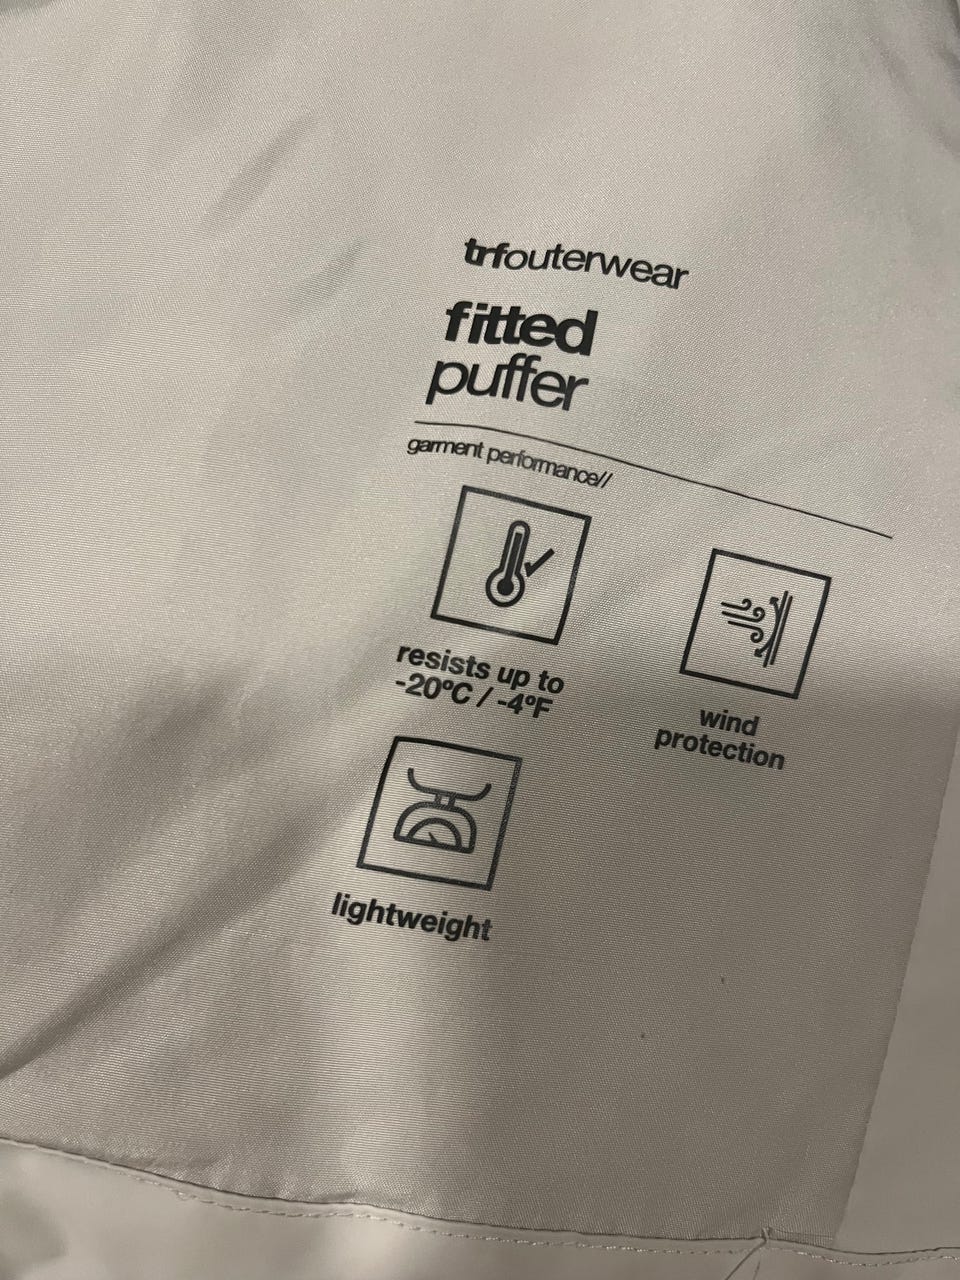 trfouterwear
fitted
puffer
garment performance//
resists up to
-20ºC / -4ºF
wind
protection
lightweight